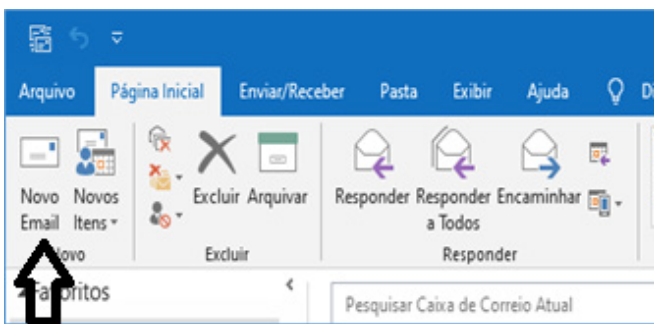 Arquivo Página Inicial Enviar/Receber Pasta Exibir Ajuda
Novo Email
Novos Itens
Excluir Arquivar
Responder
Responder a Todos
Encaminhar
Excluir
Responder
Favoritos
Pesquisar Caixa de Correio Atual